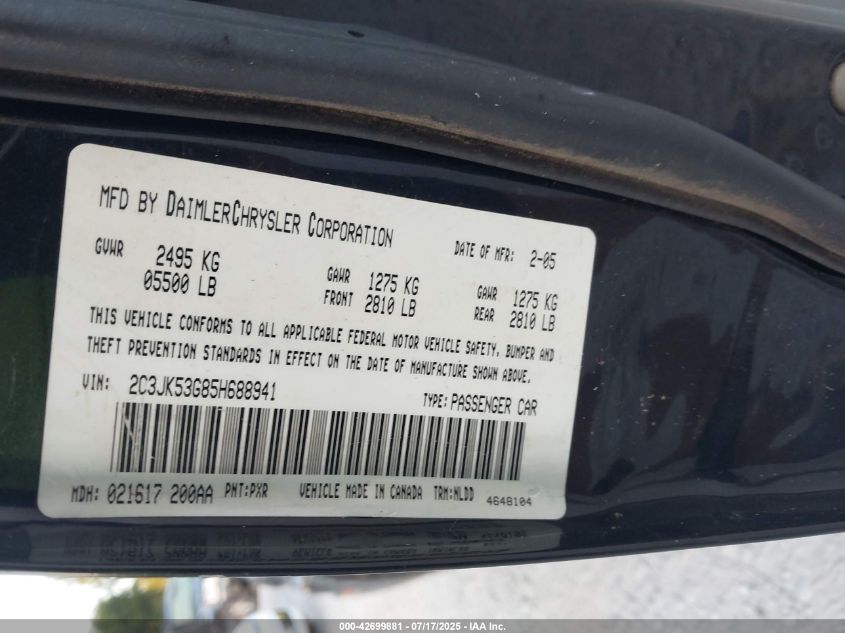 MFD BY DAIMLERCHRYSLER CORPORATION
DATE OF MFR: 2-05
GVWR 2495 KG
05500 LB
GAWR FRONT 1275 KG
2810 LB
GAWR REAR 1275 KG
2810 LB
THIS VEHICLE CONFORMS TO ALL APPLICABLE FEDERAL MOTOR VEHICLE SAFETY, BUMPER AND
THEFT PREVENTION STANDARDS IN EFFECT ON THE DATE OF MANUFACTURE SHOWN ABOVE.
VIN: 2C3JK53G85H688941
TYPE: PASSENGER CAR
MDH: 021617 200AA PNT:PXR VEHICLE MADE IN CANADA TRM:NLDD 4648104
000-42699881 / 07/17/2025 - IAA Inc.